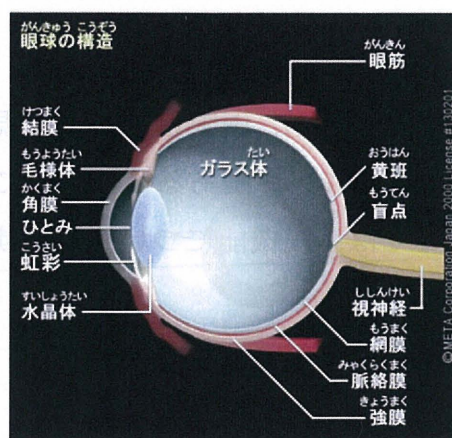 がんきゅう こうぞう
眼球の構造
けつまく
結膜
もうようたい
毛様体
かくまく
角膜
ひとみ
こうさい
虹彩
すいしょうたい
水晶体
たい
ガラス体
がんきん
眼筋
おうはん
黄斑
もうてん
盲点
ししんけい
視神経
もうまく
網膜
みゃくらくまく
脈絡膜
きょうまく
強膜
©META Corporation Japan 2000 License #130201